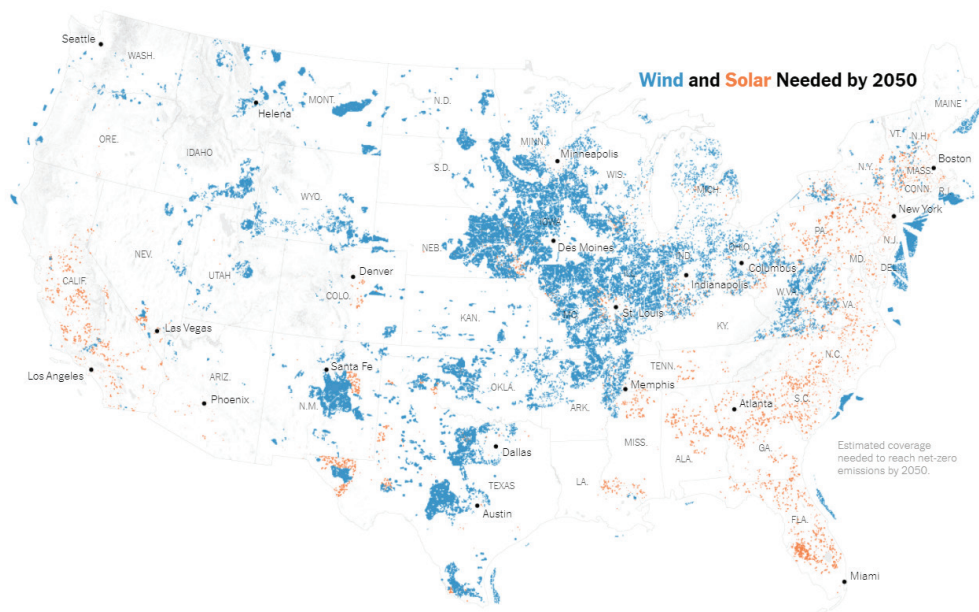 Wind and Solar Needed by 2050
Seattle
WASH.
MONT.
N.D.
MAINE
Helena
MINN.
VT.
N.H.
ORE.
IDAHO
Minneapolis
Boston
S.D.
WIS.
N.Y.
MASS.
MICH.
CONN.
R.I.
WYO.
New York
NEB.
Des Moines
PA.
N.J.
NEV.
OHIO
IND.
Columbus
MD.
DEL.
CALIF.
UTAH
Denver
Indianapolis
COLO.
W.VA.
VA.
St. Louis
MO.
KAN.
KY.
Las Vegas
N.C.
Los Angeles
ARIZ.
Santa Fe
TENN.
OKLA.
Memphis
S.C.
Phoenix
N.M.
ARK.
Atlanta
Dallas
MISS.
ALA.
GA.
Estimated coverage
needed to reach net-zero
emissions by 2050.
TEXAS
LA.
Austin
FLA.
Miami